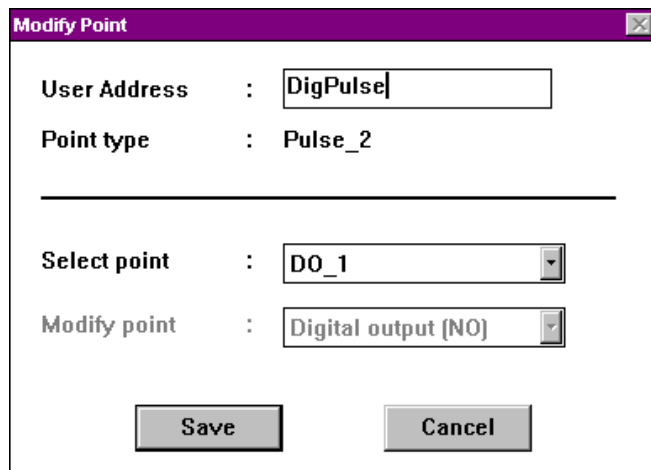 Modify Point
User Address : DigPulse
Point type : Pulse_2
Select point : DO_1
Modify point : Digital output (NO)
Save Cancel